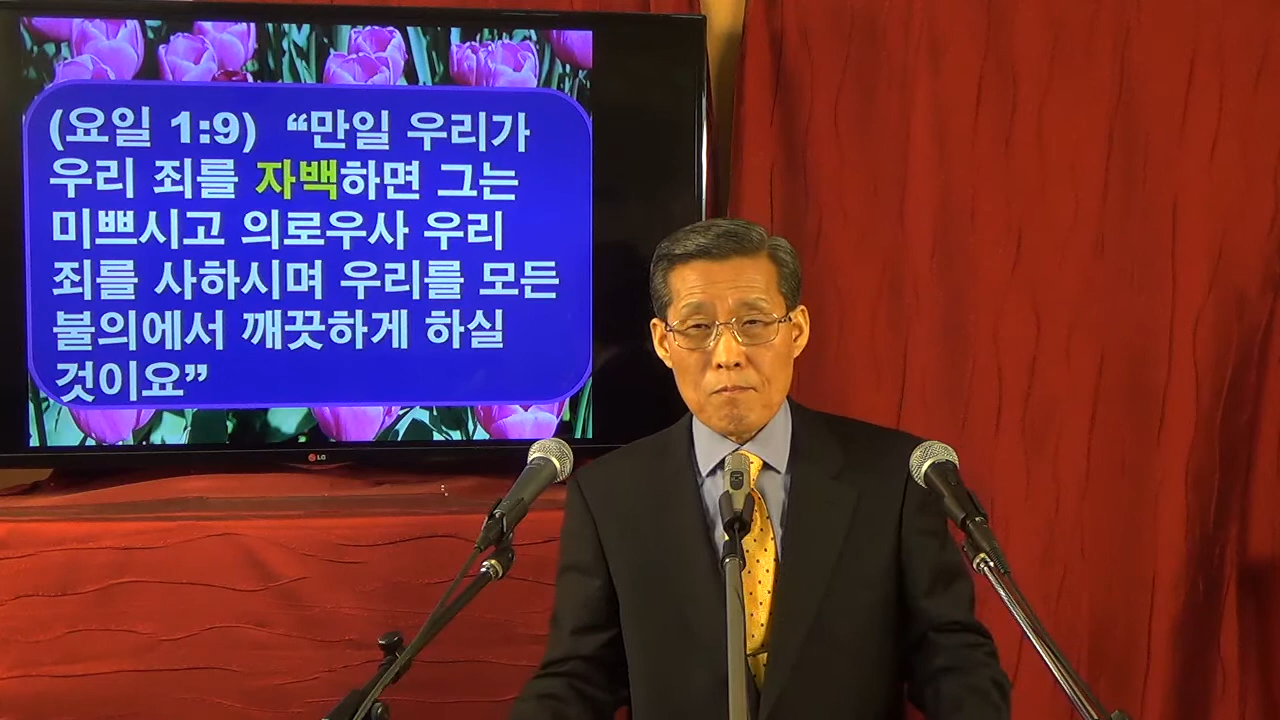 (요일 1:9) “만일 우리가
우리 죄를 자백하면 그는
미쁘시고 의로우사 우리
죄를 사하시며 우리를 모든
불의에서 깨끗하게 하실
것이요”
LG